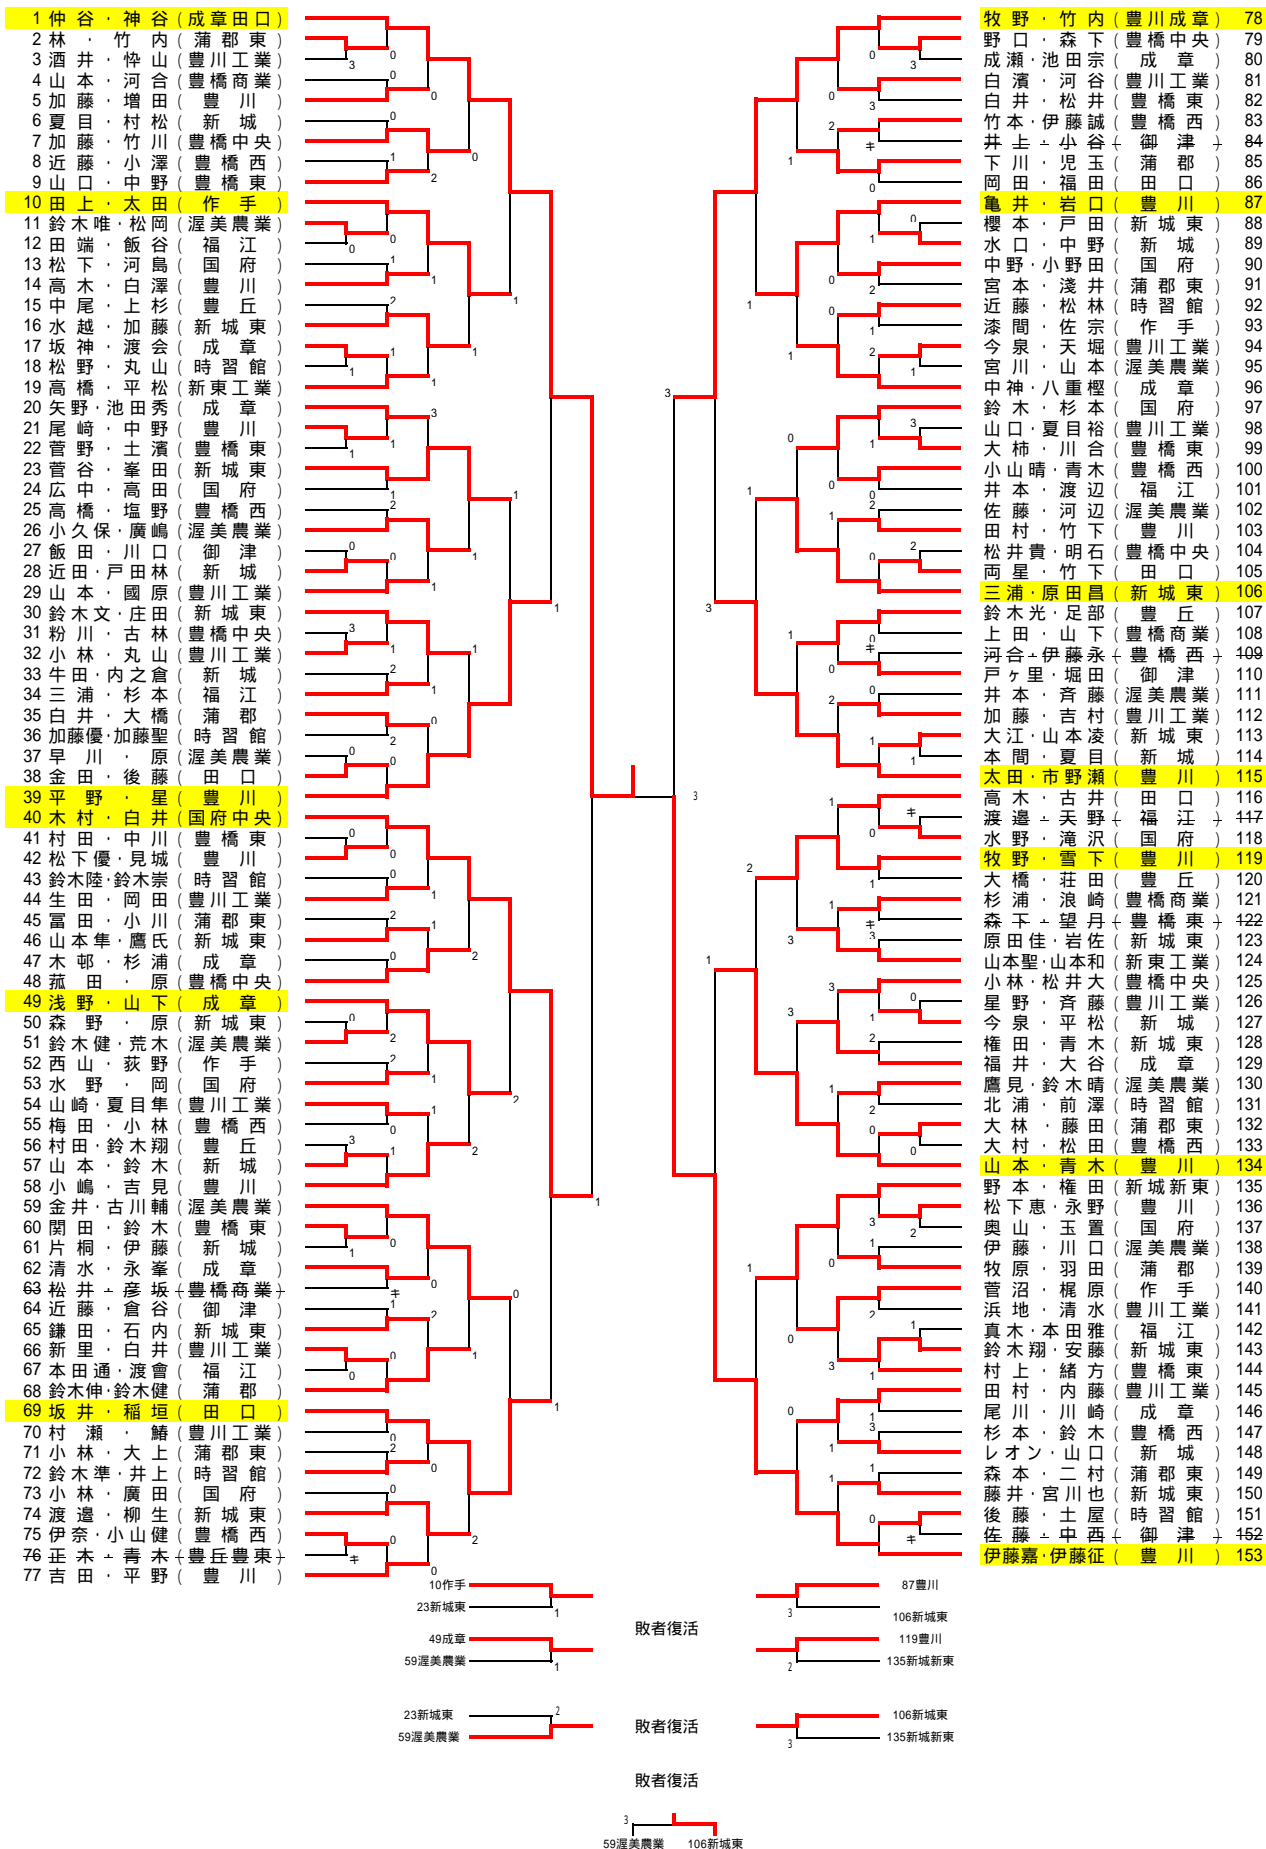 1 仲谷・神谷(成章田口)
2 林・竹内(蒲郡東)
3 酒井・忰山(豊川工業)
4 山本・河合(豊橋商業)
5 加藤・増田(豊川)
6 夏目・村松(新城)
7 加藤・竹川(豊橋中央)
8 近藤・小澤(豊橋西)
9 山口・中野(豊橋東)
10 田上・太田(作手)
11 鈴木唯・松岡(渥美農業)
12 田端・飯谷(福江)
13 松下・河島(国府)
14 高木・白澤(豊川)
15 中尾・上杉(豊丘)
16 水越・加藤(新城東)
17 坂神・渡会(成章)
18 松野・丸山(時習館)
19 高橋・平松(新東工業)
20 矢野・池田秀(成章)
21 尾﨑・中野(豊川)
22 菅野・土濱(豊橋東)
23 菅谷・峯田(新城東)
24 広中・高田(国府)
25 高橋・塩野(豊橋西)
26 小久保・廣嶋(渥美農業)
27 飯田・川口(御津)
28 近田・戸田林(新城)
29 山本・國原(豊川工業)
30 鈴木文・庄田(新城東)
31 粉川・古林(豊橋中央)
32 小林・丸山(豊川工業)
33 牛田・内之倉(新城)
34 三浦・杉本(福江)
35 白井・大橋(蒲郡)
36 加藤優・加藤聖(時習館)
37 早川・原(渥美農業)
38 金田・後藤(田口)
39 平野・星(豊川)
40 木村・白井(国府中央)
41 村田・中川(豊橋東)
42 松下優・見城(豊川)
43 鈴木陸・鈴木崇(時習館)
44 生田・岡田(豊川工業)
45 冨田・小川(蒲郡東)
46 山本隼・鷹氏(新城東)
47 木邨・杉浦(成章)
48 菰田・原(豊橋中央)
49 浅野・山下(成章)
50 森野・原(新城東)
51 鈴木健・荒木(渥美農業)
52 西山・荻野(作手)
53 水野・岡(国府)
54 山崎・夏目隼(豊川工業)
55 梅田・小林(豊橋西)
56 村田・鈴木翔(豊丘)
57 山本・鈴木(新城)
58 小嶋・吉見(豊川)
59 金井・古川輔(渥美農業)
60 関田・鈴木(豊橋東)
61 片桐・伊藤(新城)
62 清水・永峯(成章)
63 松井・彦坂(豊橋商業)
64 近藤・倉谷(御津)
65 鎌田・石内(新城東)
66 新里・白井(豊川工業)
67 本田通・渡會(福江)
68 鈴木伸・鈴木健(蒲郡)
69 坂井・稲垣(田口)
70 村瀬・鰆(豊川工業)
71 小林・大上(蒲郡東)
72 鈴木準・井上(時習館)
73 小林・廣田(国府)
74 渡邉・柳生(新城東)
75 伊奈・小山健(豊橋西)
76 正木・青木(豊丘豊東)
77 吉田・平野(豊川)
牧野・竹内(豊川成章) 78
野口・森下(豊橋中央) 79
成瀬・池田宗(成章) 80
白濱・河谷(豊川工業) 81
白井・松井(豊橋東) 82
竹本・伊藤誠(豊橋西) 83
井上・小谷(御津) 84
下川・児玉(蒲郡) 85
岡田・福田(田口) 86
亀井・岩口(豊川) 87
櫻本・戸田(新城東) 88
水口・中野(新城) 89
中野・小野田(国府) 90
宮本・淺井(蒲郡東) 91
近藤・松林(時習館) 92
漆間・佐宗(作手) 93
今泉・天堀(豊川工業) 94
宮川・山本(渥美農業) 95
中神・八重樫(成章) 96
鈴木・杉本(国府) 97
山口・夏目裕(豊川工業) 98
大柿・川合(豊橋東) 99
小山晴・青木(豊橋西) 100
井本・渡辺(福江) 101
佐藤・河辺(渥美農業) 102
田村・竹下(豊川) 103
松井貴・明石(豊橋中央) 104
両星・竹下(田口) 105
三浦・原田昌(新城東) 106
鈴木光・足部(豊丘) 107
上田・山下(豊橋商業) 108
河合・伊藤永(豊橋西) 109
戸ヶ里・堀田(御津) 110
井本・斉藤(渥美農業) 111
加藤・吉村(豊川工業) 112
大江・山本凌(新城東) 113
本間・夏目(新城) 114
太田・市野瀬(豊川) 115
高木・古井(田口) 116
渡邉・天野(福江) 117
水野・滝沢(国府) 118
牧野・雪下(豊川) 119
大橋・荘田(豊丘) 120
杉浦・浪崎(豊橋商業) 121
森下・望月(豊橋東) 122
原田佳・岩佐(新城東) 123
山本聖・山本和(新東工業) 124
小林・松井大(豊橋中央) 125
星野・斉藤(豊川工業) 126
今泉・平松(新城) 127
権田・青木(新城東) 128
福井・大谷(成章) 129
鷹見・鈴木晴(渥美農業) 130
北浦・前澤(時習館) 131
大林・藤田(蒲郡東) 132
大村・松田(豊橋西) 133
山本・青木(豊川) 134
野本・権田(新城新東) 135
松下恵・永野(豊川) 136
奥山・玉置(国府) 137
伊藤・川口(渥美農業) 138
牧原・羽田(蒲郡) 139
菅沼・梶原(作手) 140
浜地・清水(豊川工業) 141
真木・本田雅(福江) 142
鈴木翔・安藤(新城東) 143
村上・緒方(豊橋東) 144
田村・内藤(豊川工業) 145
尾川・川崎(成章) 146
杉本・鈴木(豊橋西) 147
レオン・山口(新城) 148
森本・二村(蒲郡東) 149
藤井・宮川也(新城東) 150
後藤・土屋(時習館) 151
佐藤・中西(御津) 152
伊藤嘉・伊藤征(豊川) 153
10作手
23新城東
1
敗者復活
87豊川
106新城東
3
49成章
59渥美農業
1
119豊川
135新城新東
2
23新城東
59渥美農業
2
敗者復活
106新城東
135新城新東
3
敗者復活
3
59渥美農業 106新城東